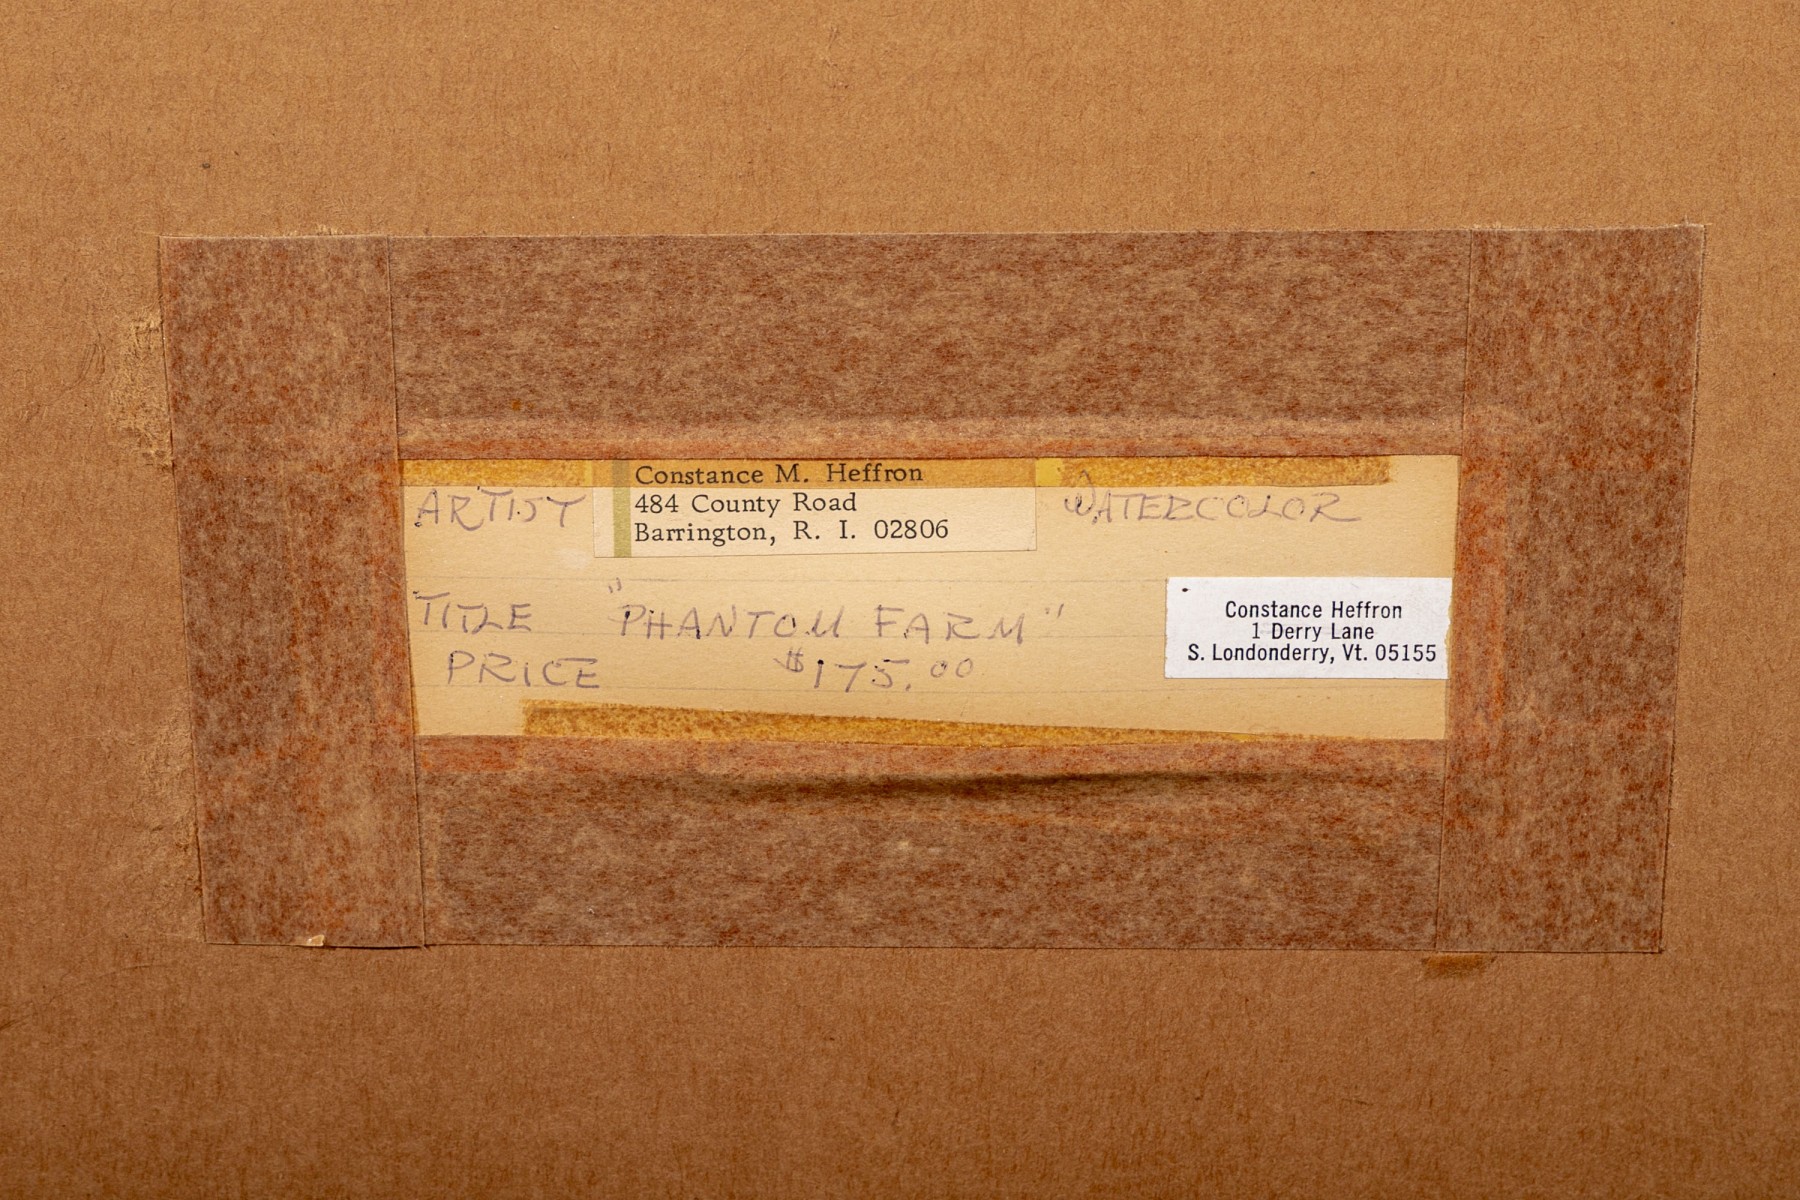 ARTIST
Constance M. Heffron
484 County Road
Barrington, R. I. 02806
WATERCOLOR
TITLE "PHANTOM FARM"
PRICE $175.00
Constance Heffron
1 Derry Lane
S. Londonderry, Vt. 05155